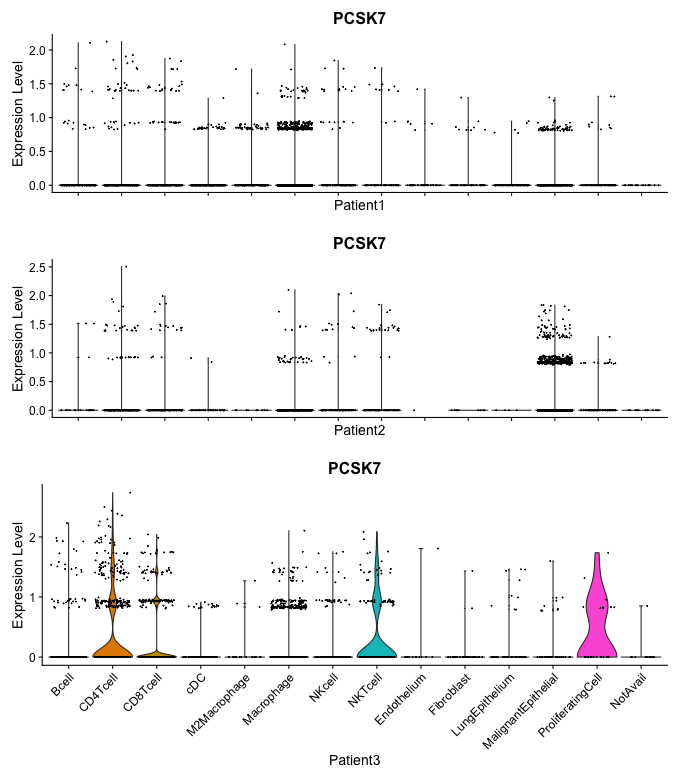 PCSK7
Expression Level
2.0
1.5
1.0
0.5
0.0
Patient1
PCSK7
Expression Level
2.5
2.0
1.5
1.0
0.5
0.0
Patient2
PCSK7
Expression Level
2
1
0
Bcell
CD4Tcell
CD8Tcell
cDC
M2Macrophage
Macrophage
NKcell
NKTcell
Endothelium
Fibroblast
LungEpithelium
MalignantEpithelial
ProliferatingCell
NotAvail
Patient3